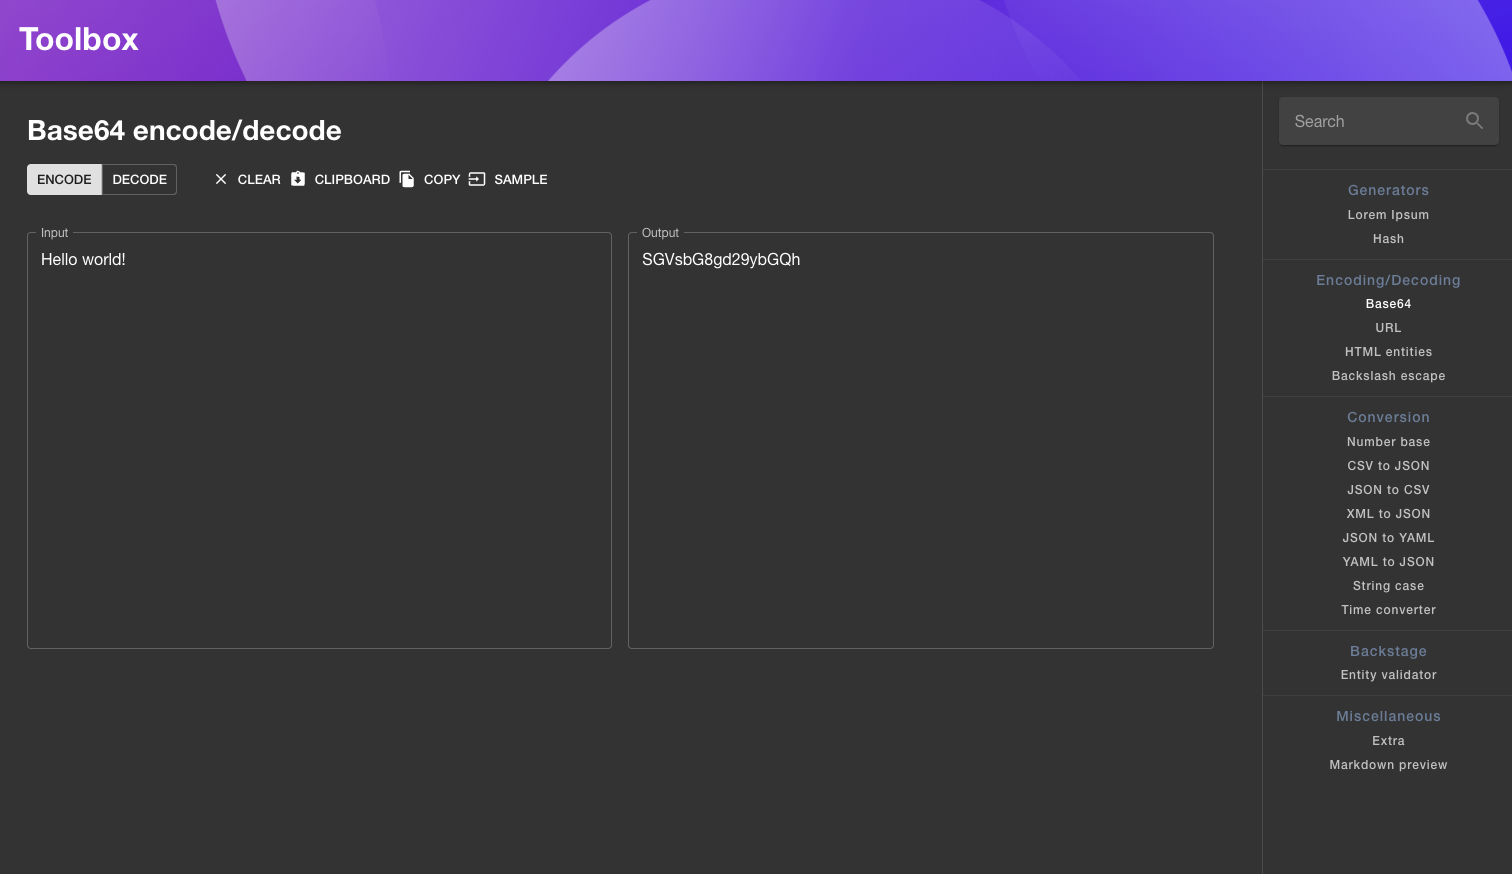 Toolbox
Base64 encode/decode
ENCODE DECODE CLEAR CLIPBOARD COPY SAMPLE
Input
Hello world!
Output
SGVsbG8gd29ybGQh
Search
Generators
Lorem Ipsum
Hash
Encoding/Decoding
Base64
URL
HTML entities
Backslash escape
Conversion
Number base
CSV to JSON
JSON to CSV
XML to JSON
JSON to YAML
YAML to JSON
String case
Time converter
Backstage
Entity validator
Miscellaneous
Extra
Markdown preview